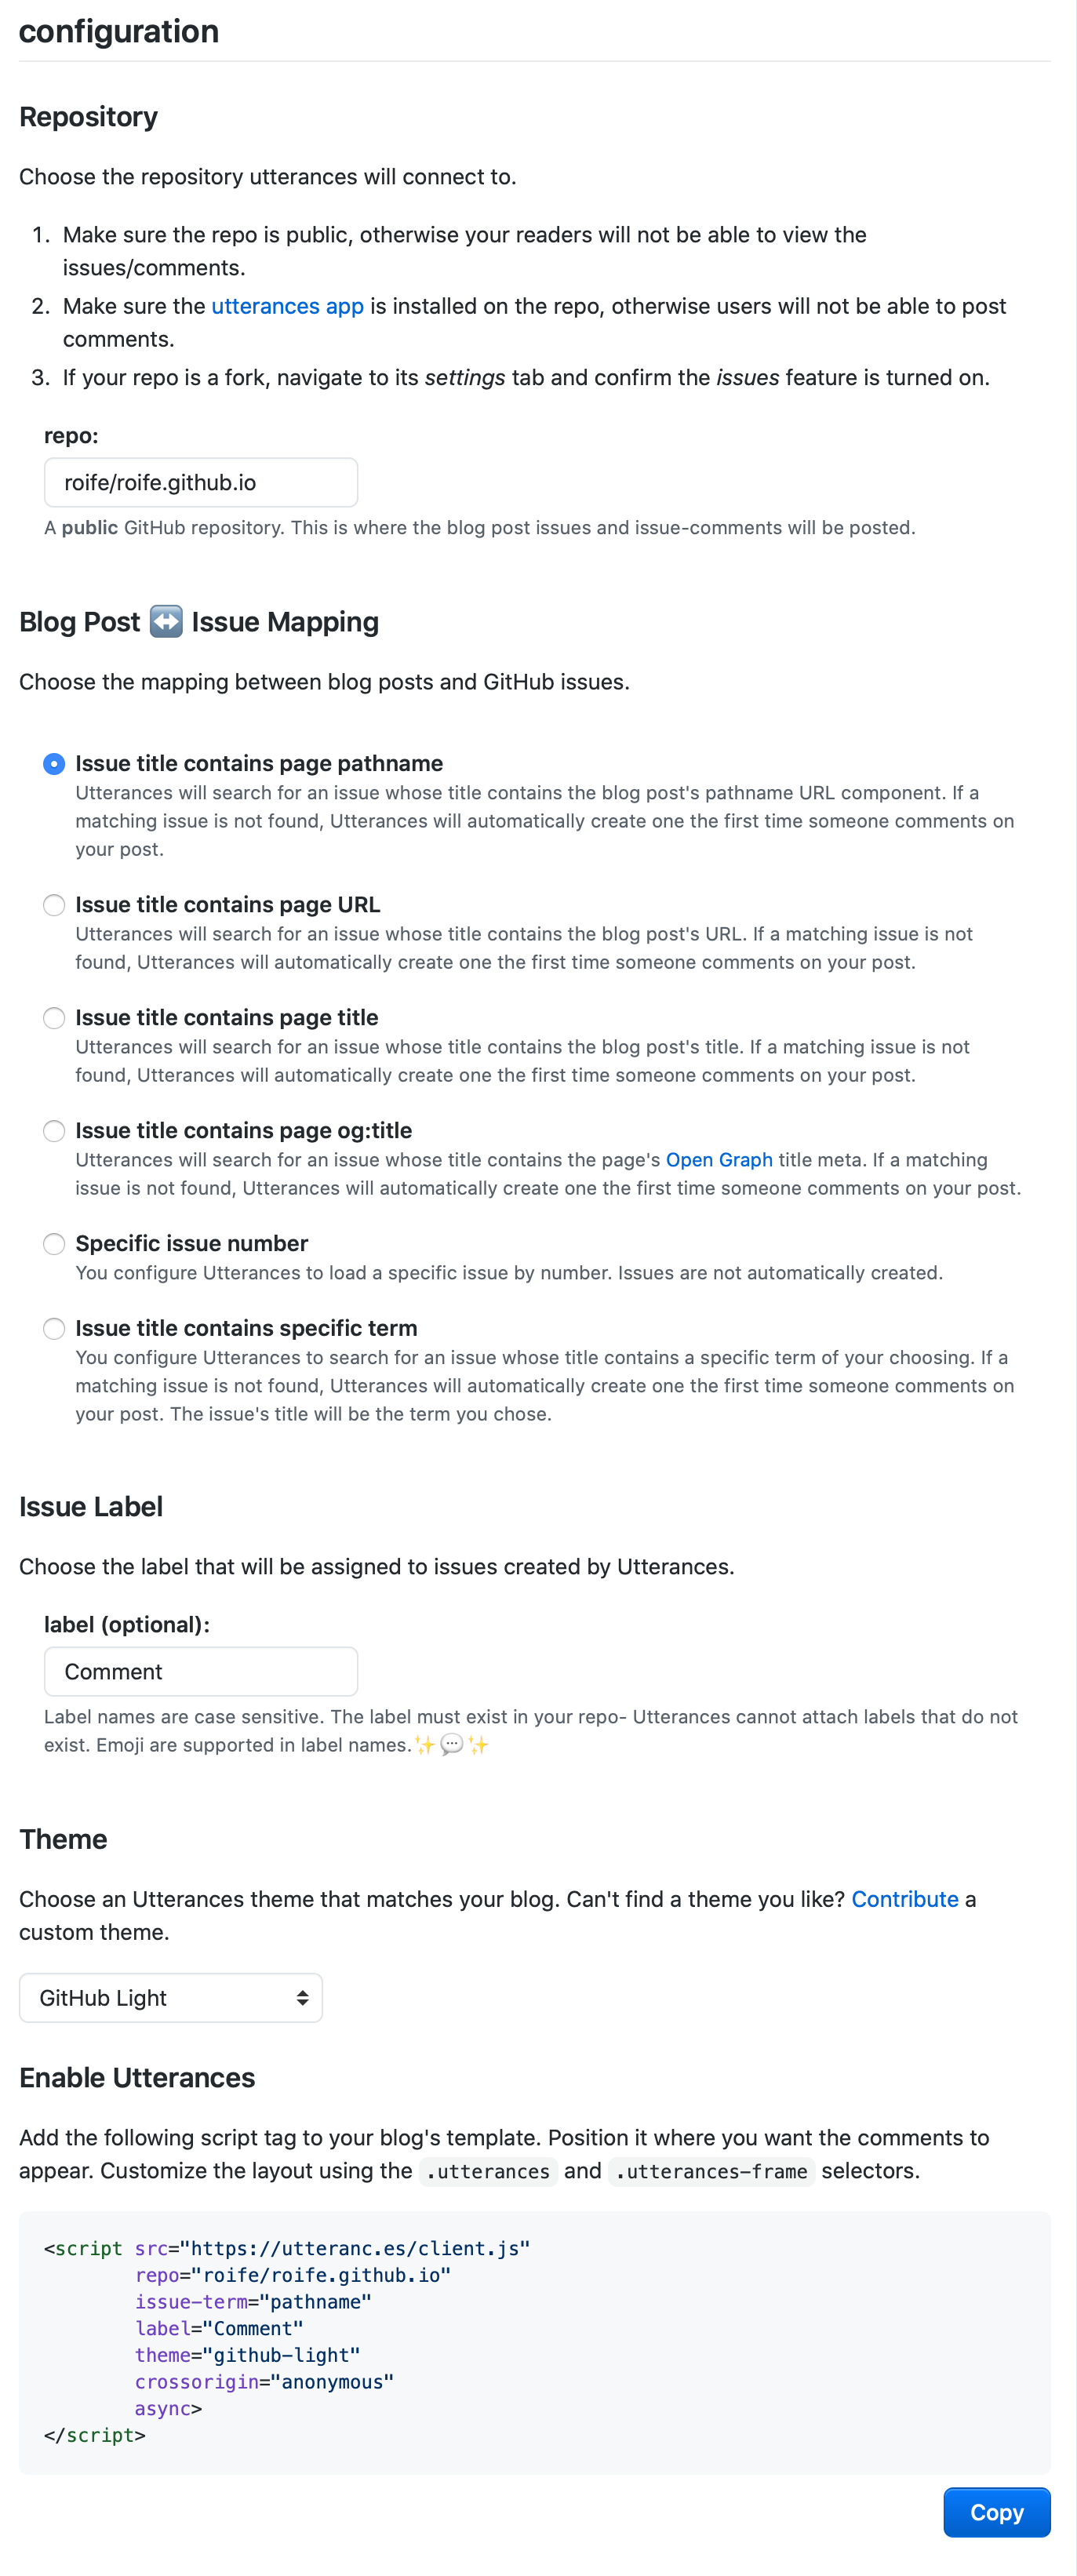 configuration
Repository
Choose the repository utterances will connect to.
1. Make sure the repo is public, otherwise your readers will not be able to view the
issues/comments.
2. Make sure the utterances app is installed on the repo, otherwise users will not be able to post
comments.
3. If your repo is a fork, navigate to its settings tab and confirm the issues feature is turned on.
repo:
roife/roife.github.io
A public GitHub repository. This is where the blog post issues and issue-comments will be posted.
Blog Post ↔️ Issue Mapping
Choose the mapping between blog posts and GitHub issues.
Issue title contains page pathname
Utterances will search for an issue whose title contains the blog post's pathname URL component. If a
matching issue is not found, Utterances will automatically create one the first time someone comments on
your post.
Issue title contains page URL
Utterances will search for an issue whose title contains the blog post's URL. If a matching issue is not
found, Utterances will automatically create one the first time someone comments on your post.
Issue title contains page title
Utterances will search for an issue whose title contains the blog post's title. If a matching issue is not
found, Utterances will automatically create one the first time someone comments on your post.
Issue title contains page og:title
Utterances will search for an issue whose title contains the page's Open Graph title meta. If a matching
issue is not found, Utterances will automatically create one the first time someone comments on your post.
Specific issue number
You configure Utterances to load a specific issue by number. Issues are not automatically created.
Issue title contains specific term
You configure Utterances to search for an issue whose title contains a specific term of your choosing. If a
matching issue is not found, Utterances will automatically create one the first time someone comments on
your post. The issue's title will be the term you chose.
Issue Label
Choose the label that will be assigned to issues created by Utterances.
label (optional):
Comment
Label names are case sensitive. The label must exist in your repo- Utterances cannot attach labels that do not
exist. Emoji are supported in label names.✨💬✨
Theme
Choose an Utterances theme that matches your blog. Can't find a theme you like? Contribute a
custom theme.
GitHub Light
Enable Utterances
Add the following script tag to your blog's template. Position it where you want the comments to
appear. Customize the layout using the .utterances and .utterances-frame selectors.
<script src="https://utteranc.es/client.js"
repo="roife/roife.github.io"
issue-term="pathname"
label="Comment"
theme="github-light"
crossorigin="anonymous"
async>
</script>
Copy